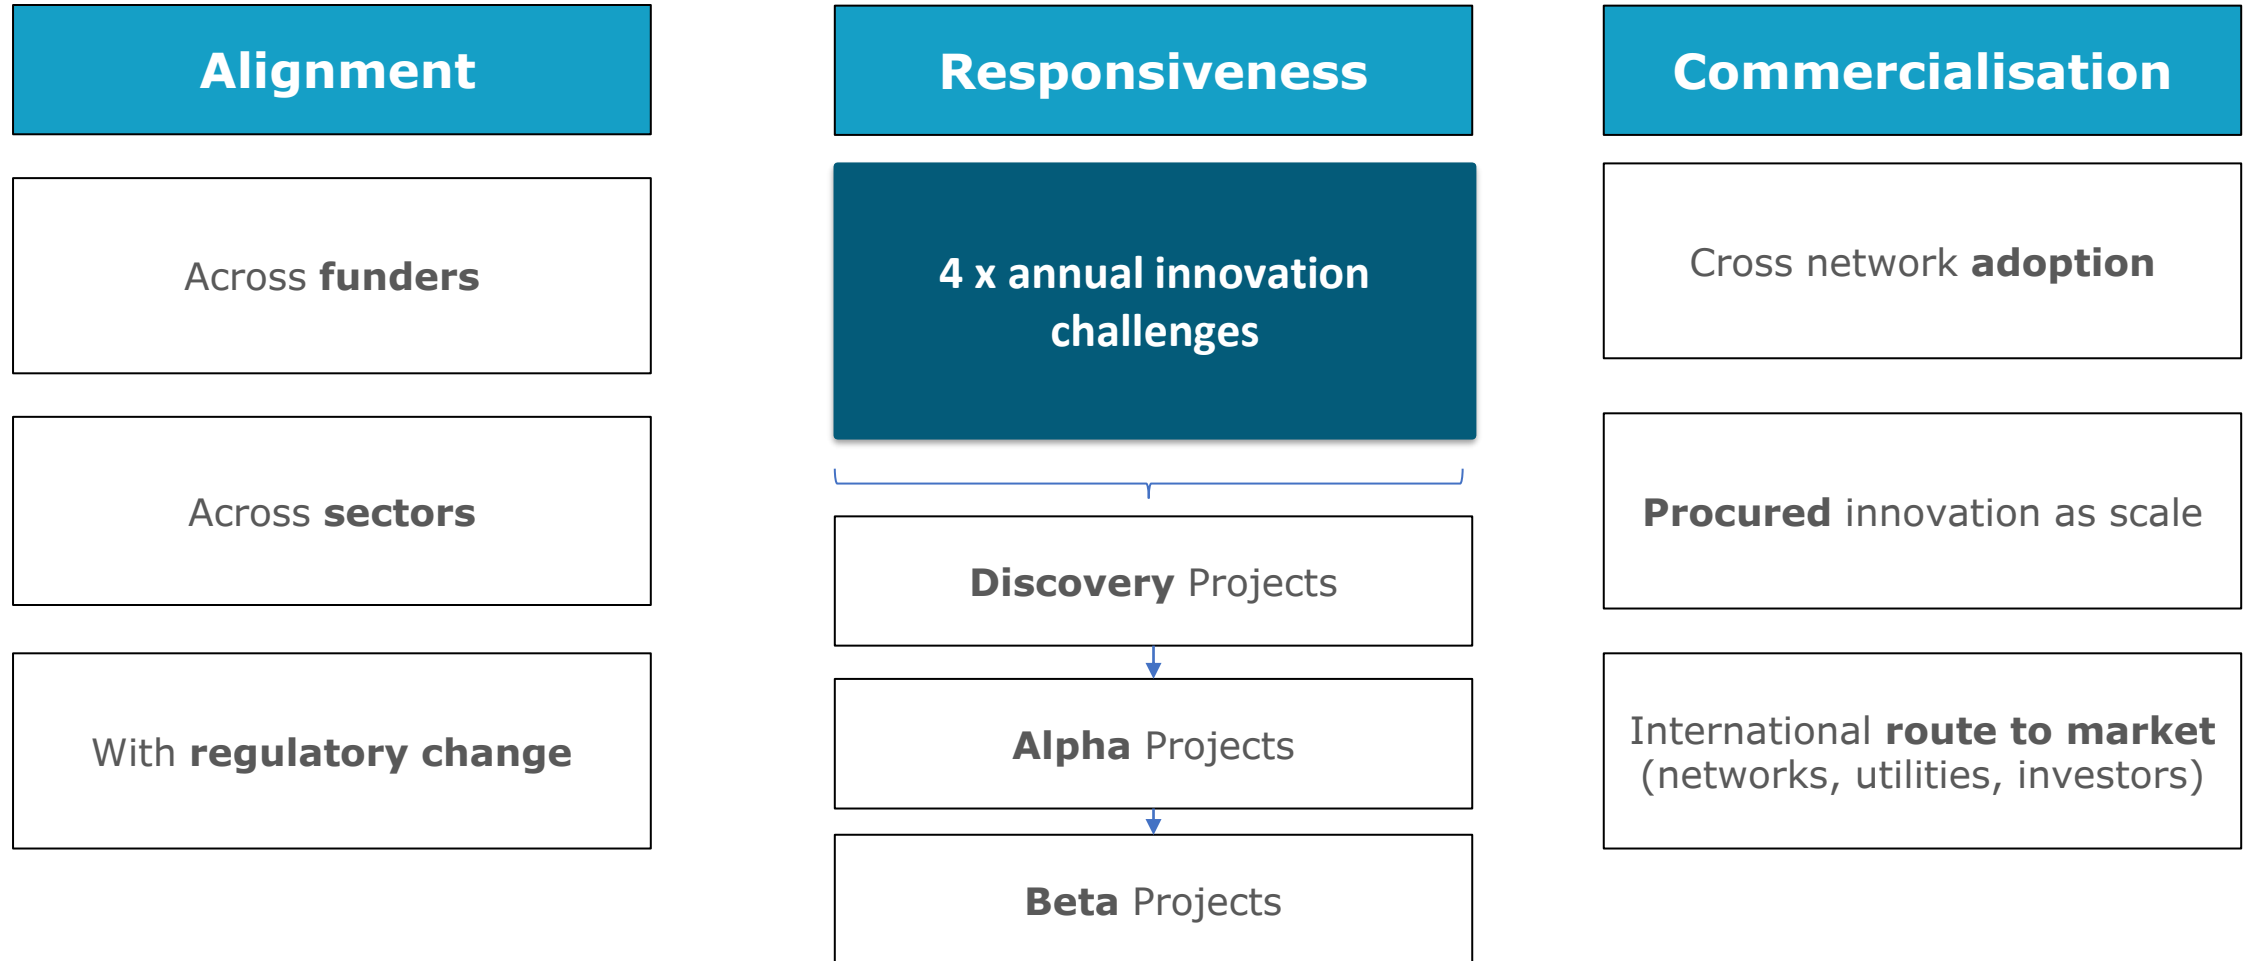 Alignment
Across funders
Across sectors
With regulatory change
Responsiveness
4 x annual innovation
challenges
Discovery Projects
Alpha Projects
Beta Projects
Commercialisation
Cross network adoption
Procured innovation as scale
International route to market
(networks, utilities, investors)